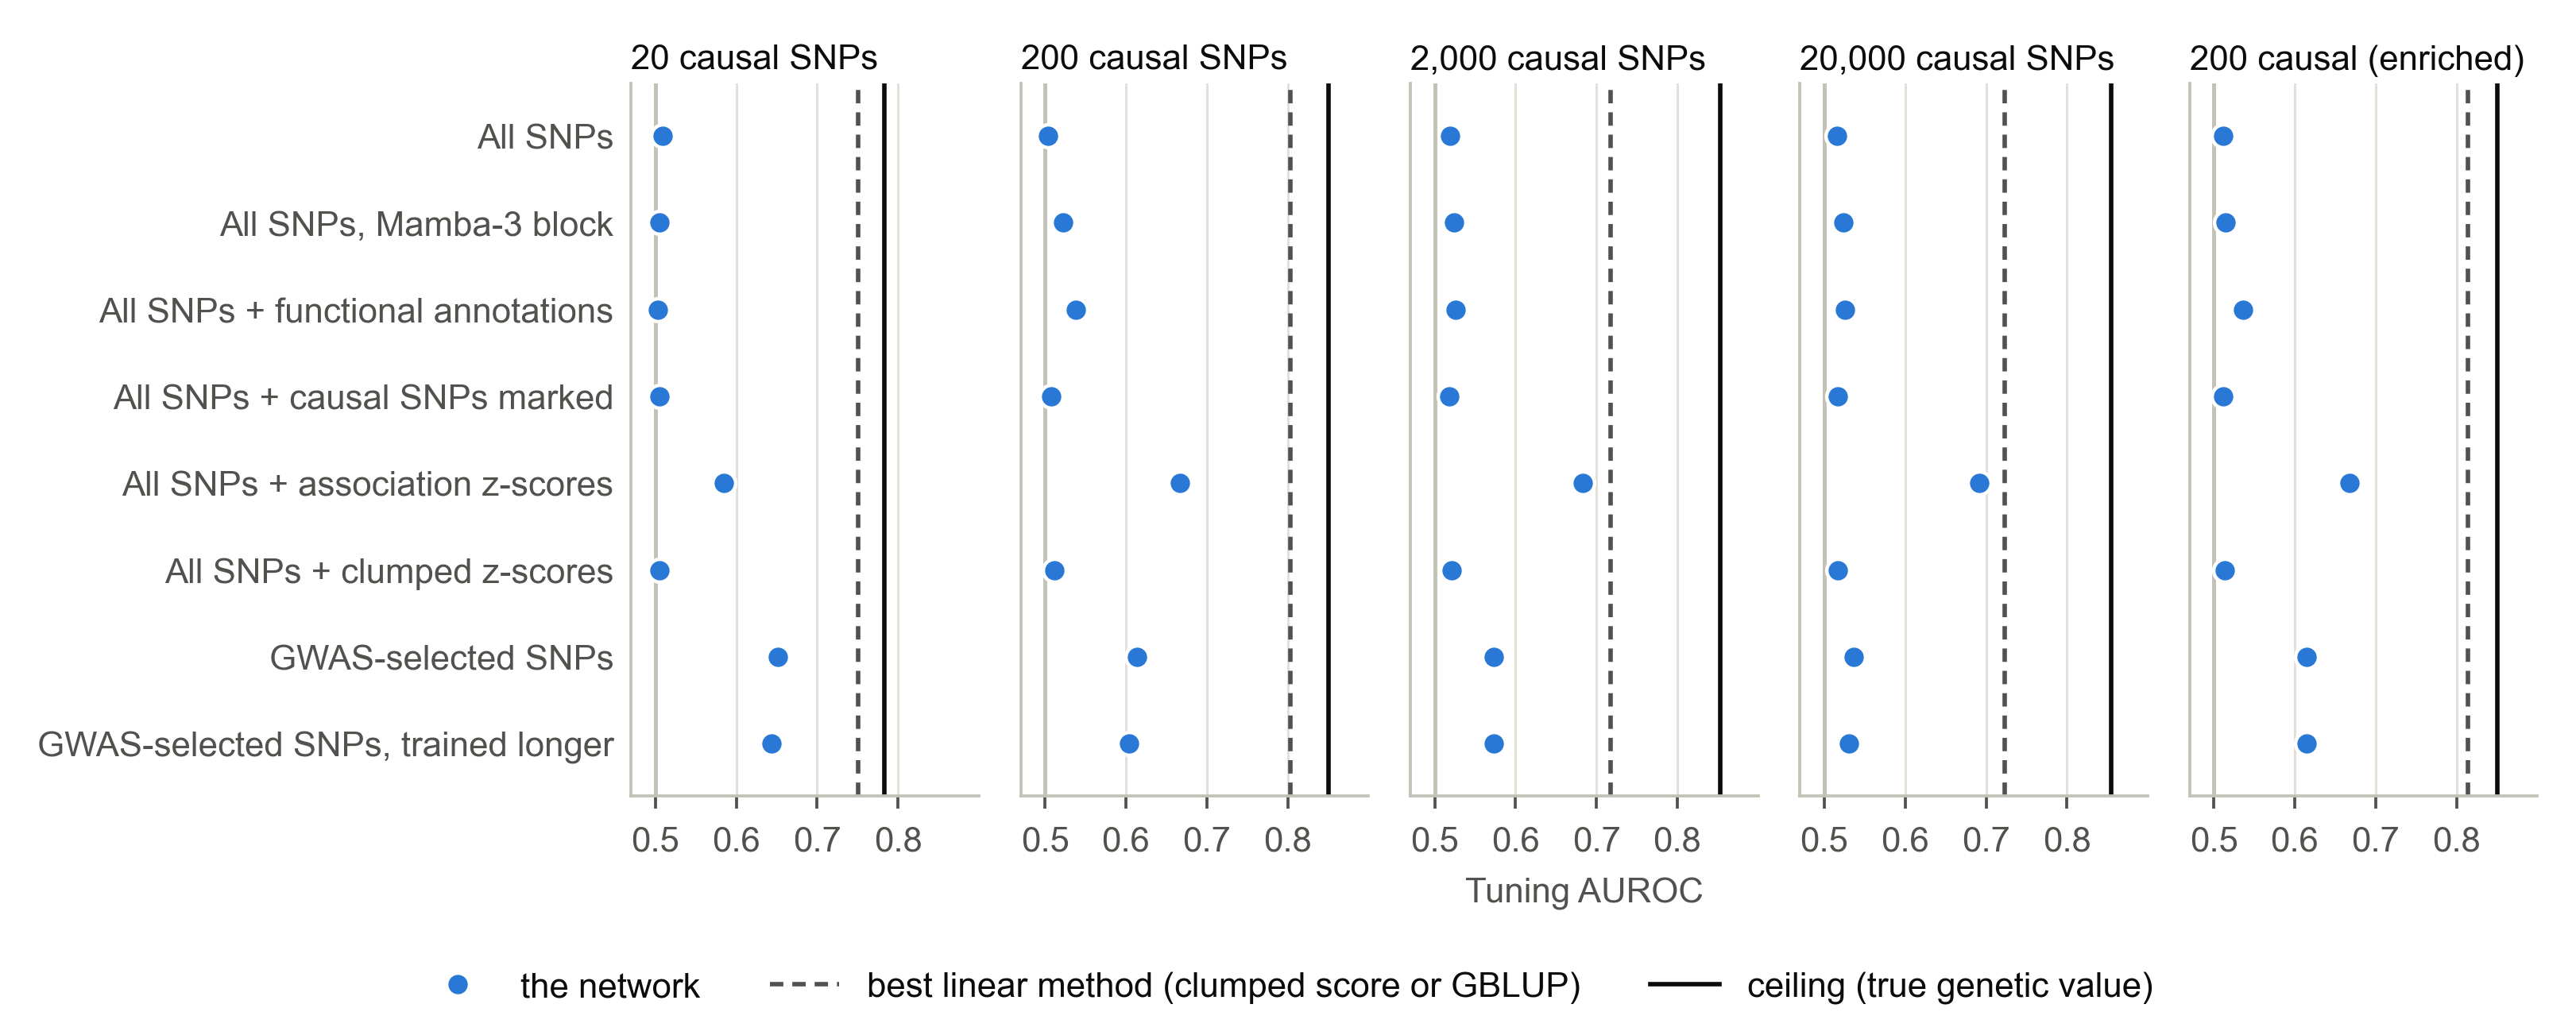 20 causal SNPs
200 causal SNPs
2,000 causal SNPs
20,000 causal SNPs
200 causal (enriched)
All SNPs
All SNPs, Mamba-3 block
All SNPs + functional annotations
All SNPs + causal SNPs marked
All SNPs + association z-scores
All SNPs + clumped z-scores
GWAS-selected SNPs
GWAS-selected SNPs, trained longer
0.5 0.6 0.7 0.8
0.5 0.6 0.7 0.8
0.5 0.6 0.7 0.8
0.5 0.6 0.7 0.8
0.5 0.6 0.7 0.8
Tuning AUROC
the network
best linear method (clumped score or GBLUP)
ceiling (true genetic value)